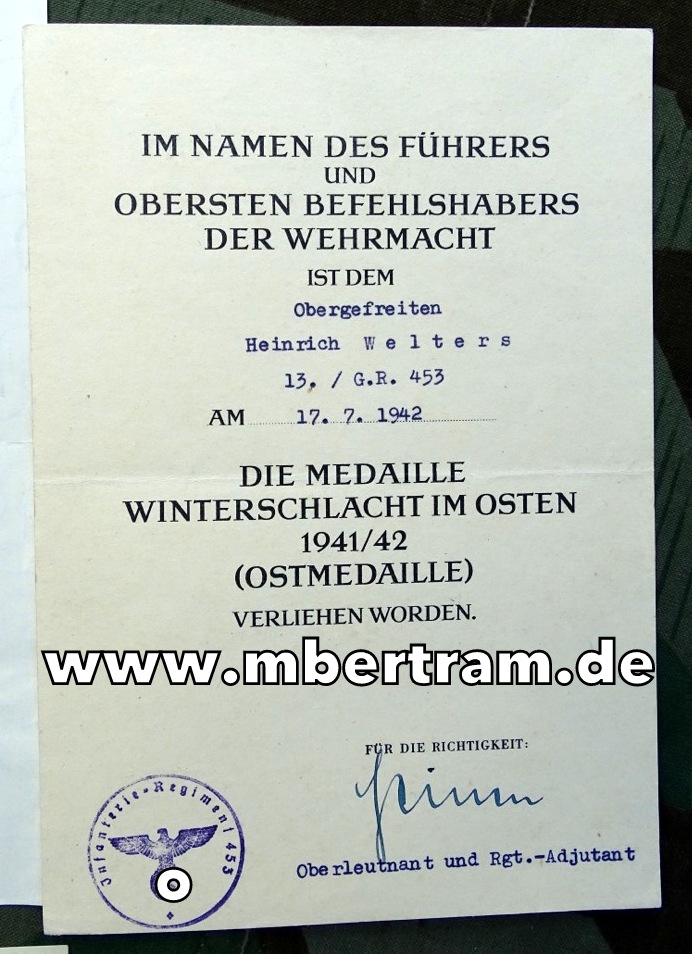 IM NAMEN DES FÜHRERS
UND
OBERSTEN BEFEHLSHABERS
DER WEHRMACHT
IST DEM
Obergefreiten
Heinrich W e l t e r s
13. / G.R. 453
AM 17. 7. 1942
DIE MEDAILLE
WINTERSCHLACHT IM OSTEN
1941/42
(OSTMEDAILLE)
VERLIEHEN WORDEN.
www.mbertram.de
FÜR DIE RICHTIGKEIT:
Oberleutnant und Rgt.-Adjutant
Infanterie-Regiment 453